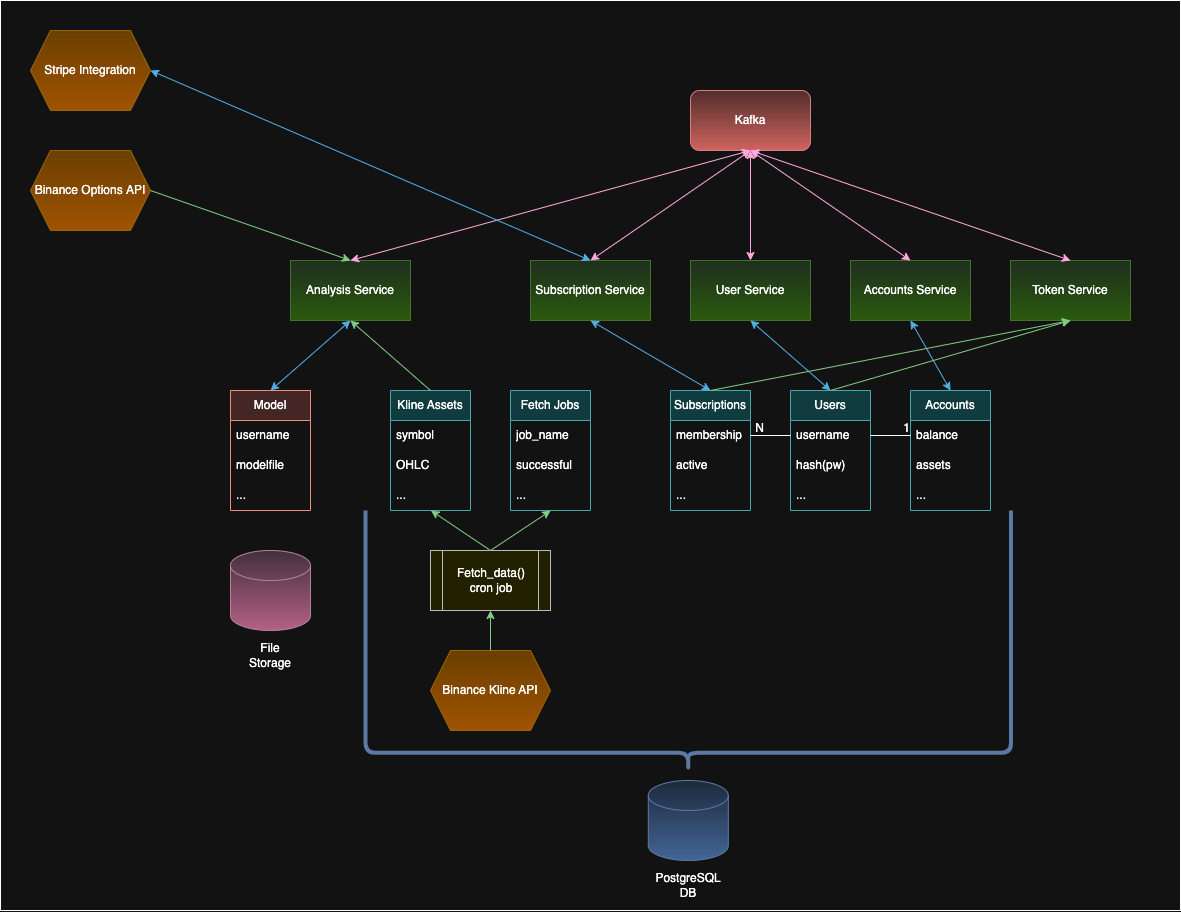 Stripe Integration
Kafka
Binance Options API
Analysis Service
Subscription Service
User Service
Accounts Service
Token Service
Model
username
modelfile
...
Kline Assets
symbol
OHLC
...
Fetch Jobs
job_name
successful
...
Subscriptions
membership
active
...
N
Users
username
hash(pw)
...
1
Accounts
balance
assets
...
Fetch_data()
cron job
File
Storage
Binance Kline API
PostgreSQL
DB